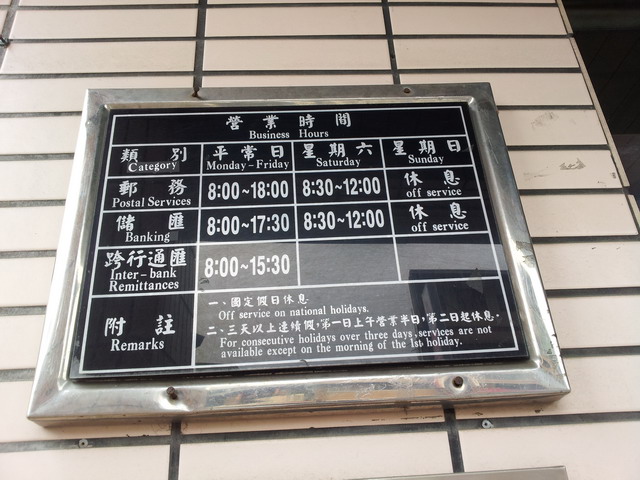 營業時間
Business Hours
類別 平常日 星期六 星期日
Category Monday-Friday Saturday Sunday
郵務 8:00~18:00 8:30~12:00 休息
Postal Services off service
儲匯 8:00~17:30 8:30~12:00 休息
Banking off service
跨行通匯 8:00~15:30
Inter-bank
Remittances
附註
Remarks
一、國定假日休息
Off service on national holidays.
二、三天以上連續假,第一日上午營業半日,第二日起休息.
For consecutive holidays over three days, services are not
available except on the morning of the 1st holiday.